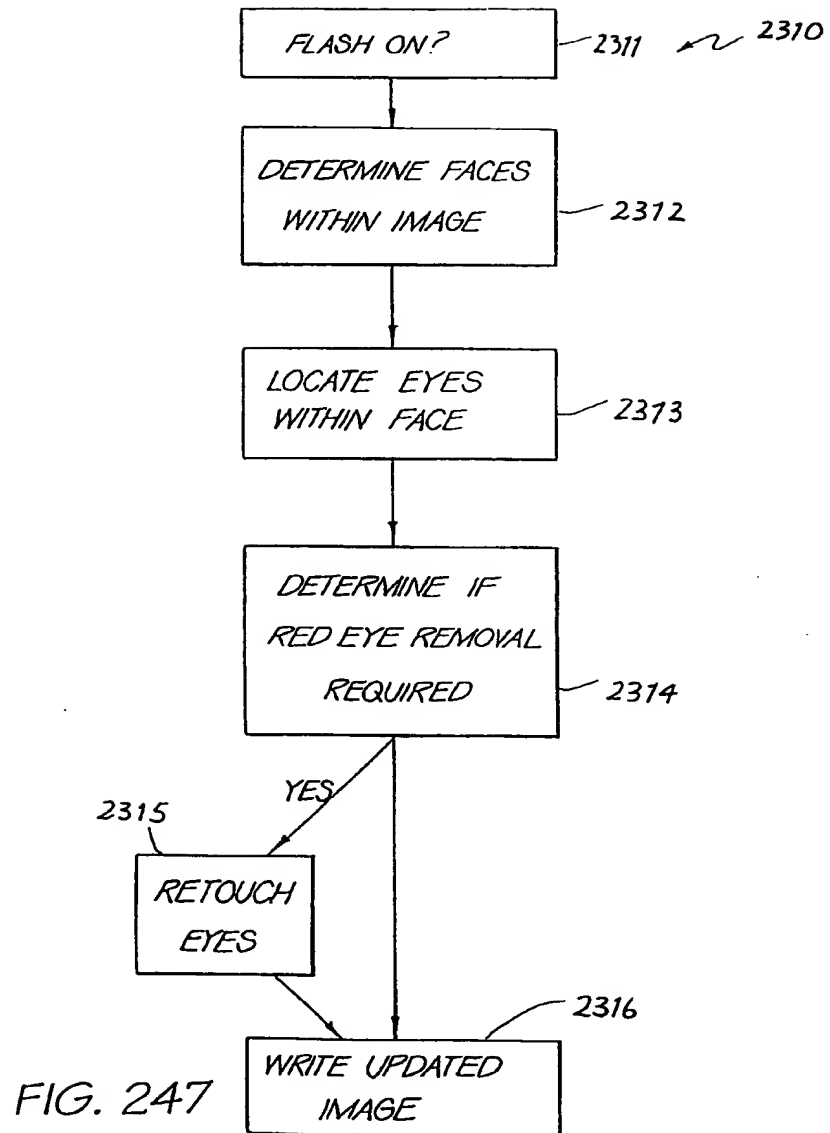 FLASH ON?
2311
2310
DETERMINE FACES
WITHIN IMAGE
2312
LOCATE EYES
WITHIN FACE
2313
DETERMINE IF
RED EYE REMOVAL
REQUIRED
2314
YES
2315
RETOUCH
EYES
2316
WRITE UPDATED
IMAGE
FIG. 247